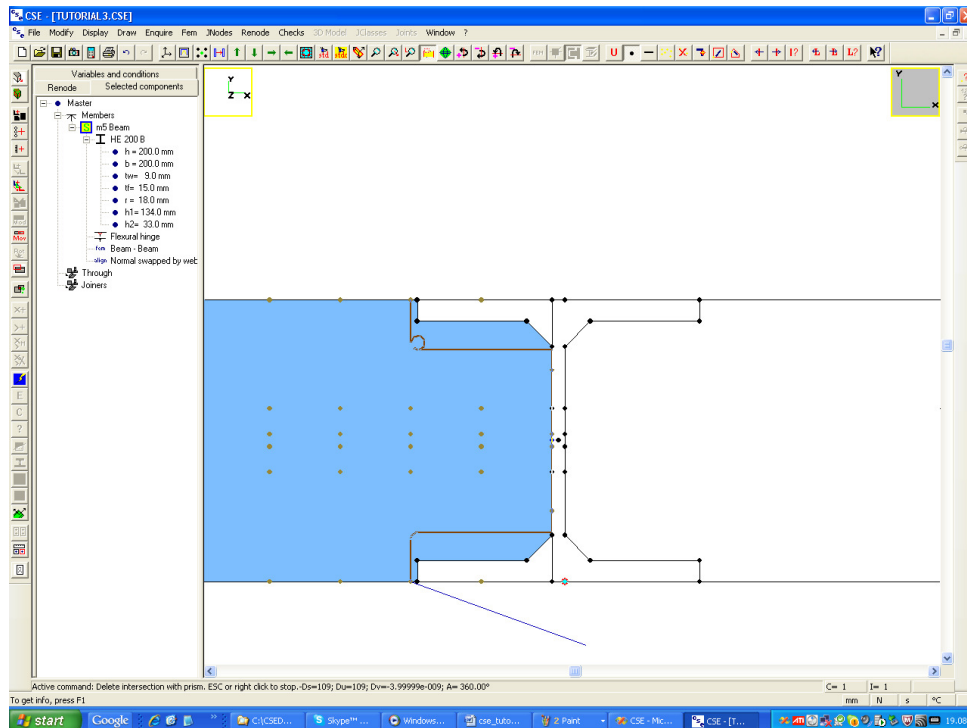 CSE - [TUTORIAL3.CSE]
File Modify Display Draw Enquire Fem JNodes Renode Checks 3D Model JClasses Joints Window ?
Variables and conditions
Renode Selected components
Master
Members
m5 Beam
HE 200 B
h = 200.0 mm
b = 200.0 mm
tw= 9.0 mm
tf= 15.0 mm
r = 18.0 mm
h1= 134.0 mm
h2= 33.0 mm
Flexural hinge
Beam - Beam
align Normal swapped by web
Through
Joiners
Y
Z X
Y
X
Active command: Delete intersection with prism. ESC or right click to stop.-Ds=109; Du=109; Dv=-3.99999e-009; A= 360.00°
C= 1 I= 1
To get info, press F1
mm N s °C
start Google C:\CSED... Skype™ ... Windows... cse_tuto... 2 Paint CSE - Mic... CSE - [T... 19.08